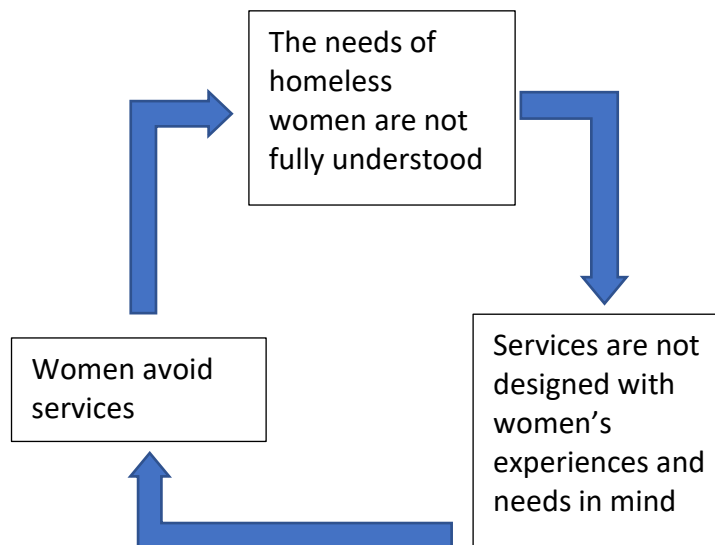 The needs of
homeless
women are not
fully understood
Services are not
designed with
women’s
experiences and
needs in mind
Women avoid
services